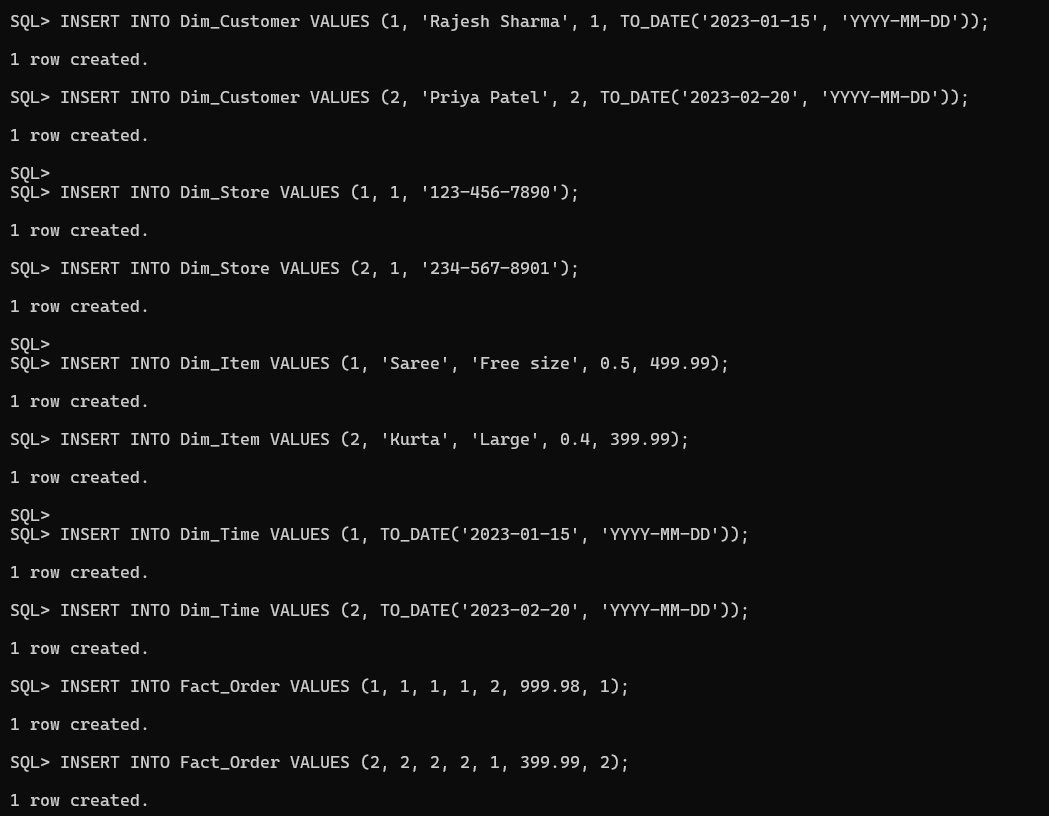 SQL> INSERT INTO Dim_Customer VALUES (1, 'Rajesh Sharma', 1, TO_DATE('2023-01-15', 'YYYY-MM-DD'));
1 row created.
SQL> INSERT INTO Dim_Customer VALUES (2, 'Priya Patel', 2, TO_DATE('2023-02-20', 'YYYY-MM-DD'));
1 row created.
SQL>
SQL> INSERT INTO Dim_Store VALUES (1, 1, '123-456-7890');
1 row created.
SQL> INSERT INTO Dim_Store VALUES (2, 1, '234-567-8901');
1 row created.
SQL>
SQL> INSERT INTO Dim_Item VALUES (1, 'Saree', 'Free size', 0.5, 499.99);
1 row created.
SQL> INSERT INTO Dim_Item VALUES (2, 'Kurta', 'Large', 0.4, 399.99);
1 row created.
SQL>
SQL> INSERT INTO Dim_Time VALUES (1, TO_DATE('2023-01-15', 'YYYY-MM-DD'));
1 row created.
SQL> INSERT INTO Dim_Time VALUES (2, TO_DATE('2023-02-20', 'YYYY-MM-DD'));
1 row created.
SQL> INSERT INTO Fact_Order VALUES (1, 1, 1, 1, 2, 999.98, 1);
1 row created.
SQL> INSERT INTO Fact_Order VALUES (2, 2, 2, 2, 1, 399.99, 2);
1 row created.